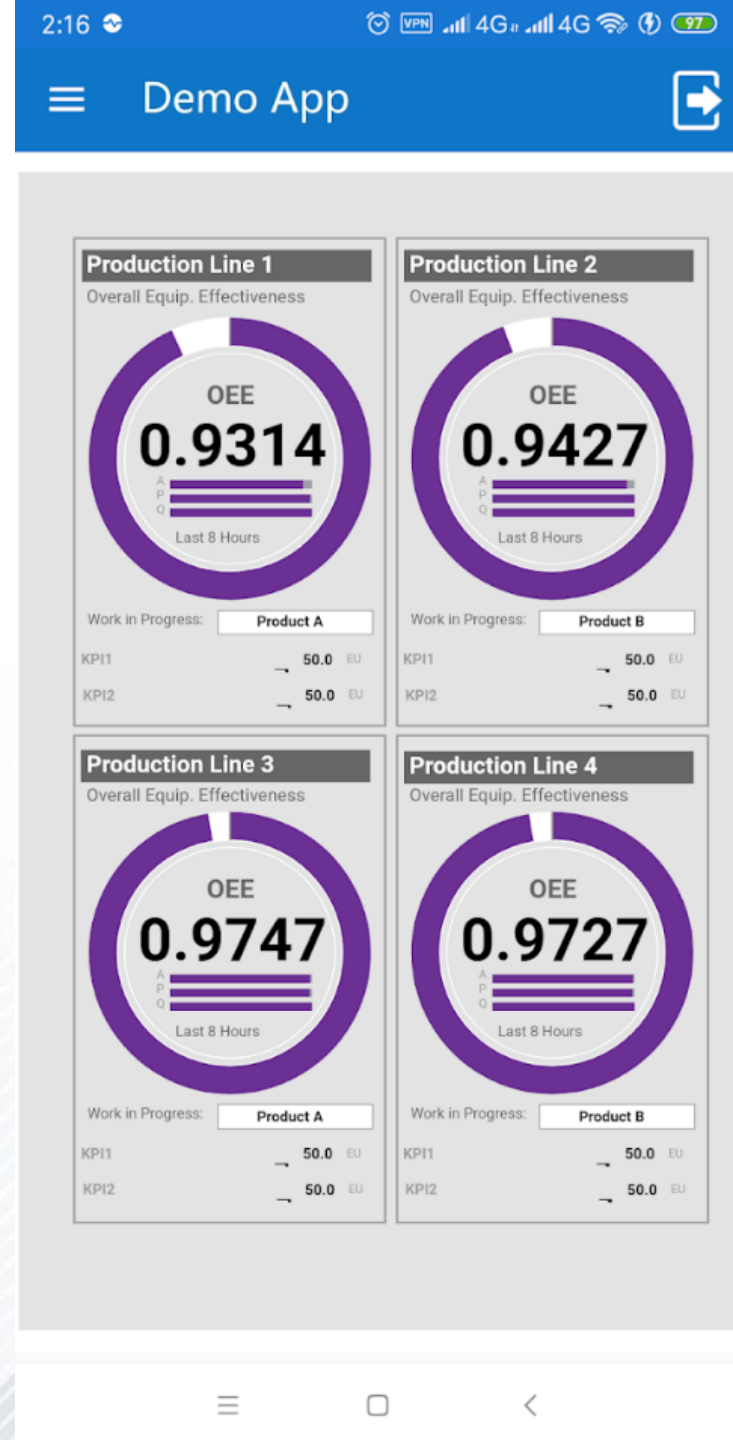 2:16 VPN 4G 4G 97
Demo App
Production Line 1
Overall Equip. Effectiveness
OEE
0.9314
A
P
Q
Last 8 Hours
Work in Progress: Product A
KPI1 50.0 EU
KPI2 50.0 EU
Production Line 2
Overall Equip. Effectiveness
OEE
0.9427
A
P
Q
Last 8 Hours
Work in Progress: Product B
KPI1 50.0 EU
KPI2 50.0 EU
Production Line 3
Overall Equip. Effectiveness
OEE
0.9747
A
P
Q
Last 8 Hours
Work in Progress: Product A
KPI1 50.0 EU
KPI2 50.0 EU
Production Line 4
Overall Equip. Effectiveness
OEE
0.9727
A
P
Q
Last 8 Hours
Work in Progress: Product B
KPI1 50.0 EU
KPI2 50.0 EU